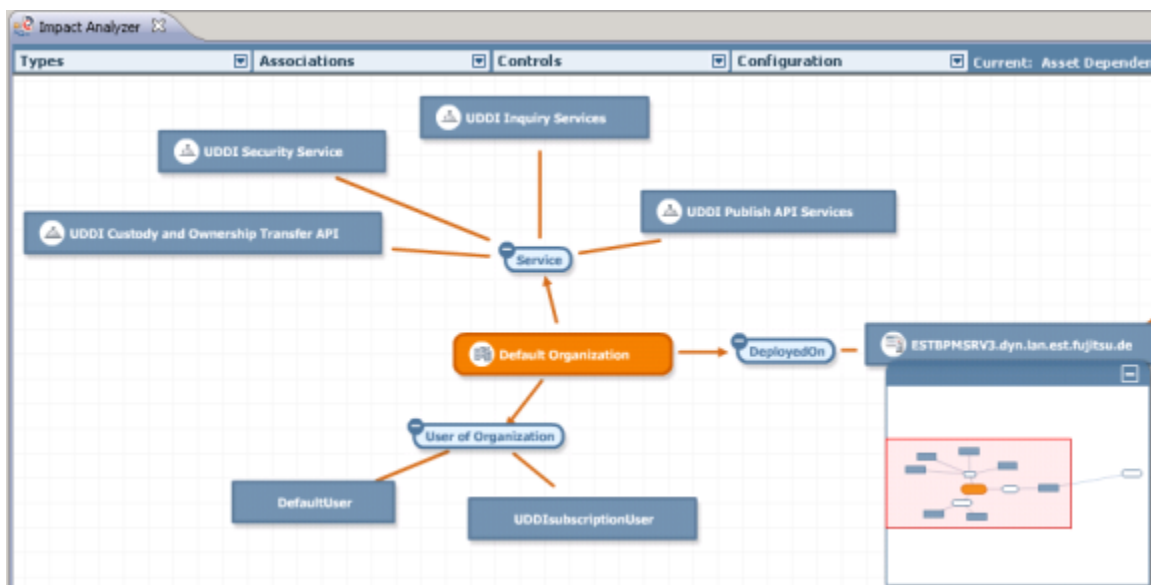 Impact Analyzer
Types Associations Controls Configuration Current: Asset Dependen
UDDI Inquiry Services
UDDI Security Service
UDDI Publish API Services
UDDI Custody and Ownership Transfer API
Service
Default Organization
DeployedOn
ESTBPMSRV3.dyn.lan.est.fujitsu.de
User of Organization
DefaultUser
UDDIsubscriptionUser